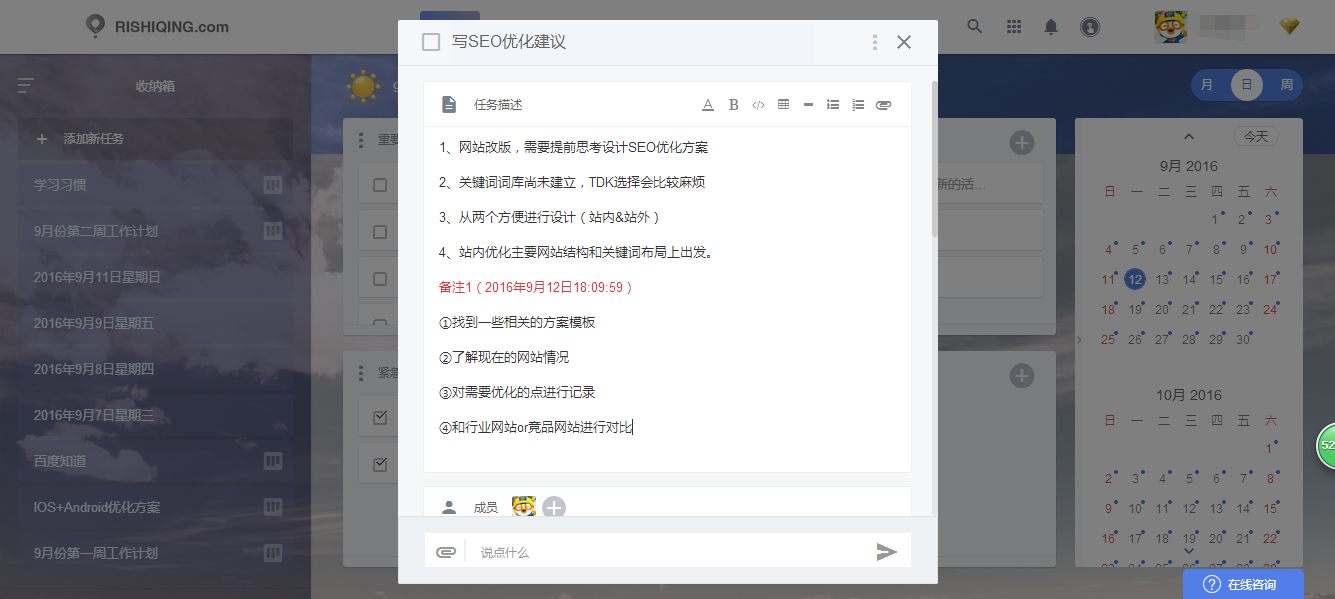 RISHIQING.com
收纳箱
添加新任务
学习习惯
9月份第二周工作计划
2016年9月11日星期日
2016年9月9日星期五
2016年9月8日星期四
2016年9月7日星期三
百度知道
IOS+Android优化方案
9月份第一周工作计划
重要
紧急
写SEO优化建议
任务描述
A B </>
1、网站改版，需要提前思考设计SEO优化方案
2、关键词词库尚未建立，TDK选择会比较麻烦
3、从两个方便进行设计（站内&站外）
4、站内优化主要网站结构和关键词布局上出发。
备注1（2016年9月12日18:09:59）
①找到一些相关的方案模板
②了解现在的网站情况
③对需要优化的点进行记录
④和行业网站or竞品网站进行对比
成员
说点什么
新的活...
月 日 周
今天
9月 2016
日 一 二 三 四 五 六
1 2 3
4 5 6 7 8 9 10
11 12 13 14 15 16 17
18 19 20 21 22 23 24
25 26 27 28 29 30
10月 2016
日 一 二 三 四 五 六
1
2 3 4 5 6 7 8
9 10 11 12 13 14 15
16 17 18 19 20 21 22
23 24 25 26 27 28 29
52
在线咨询